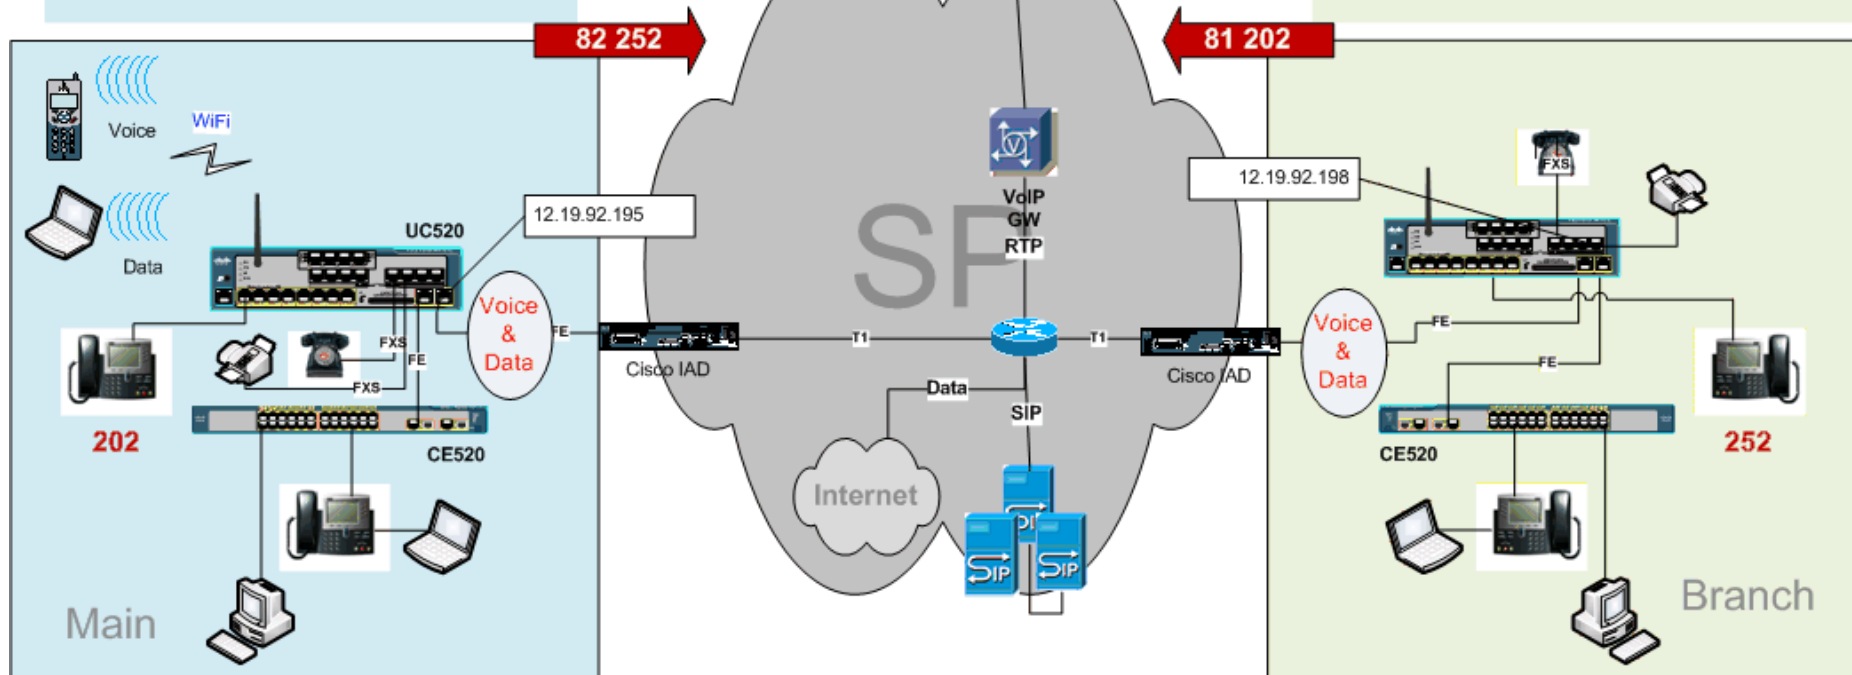 82 252
81 202
Voice
WiFi
Data
UC520
12.19.92.195
Voice
&
Data
FE
FXS
FE
FXS
202
CE520
Main
Cisco IAD
T1
SP
VoIP
GW
RTP
T1
Data
SIP
Internet
SIP
SIP
Cisco IAD
12.19.92.198
FXS
Voice
&
Data
FE
FE
252
CE520
Branch